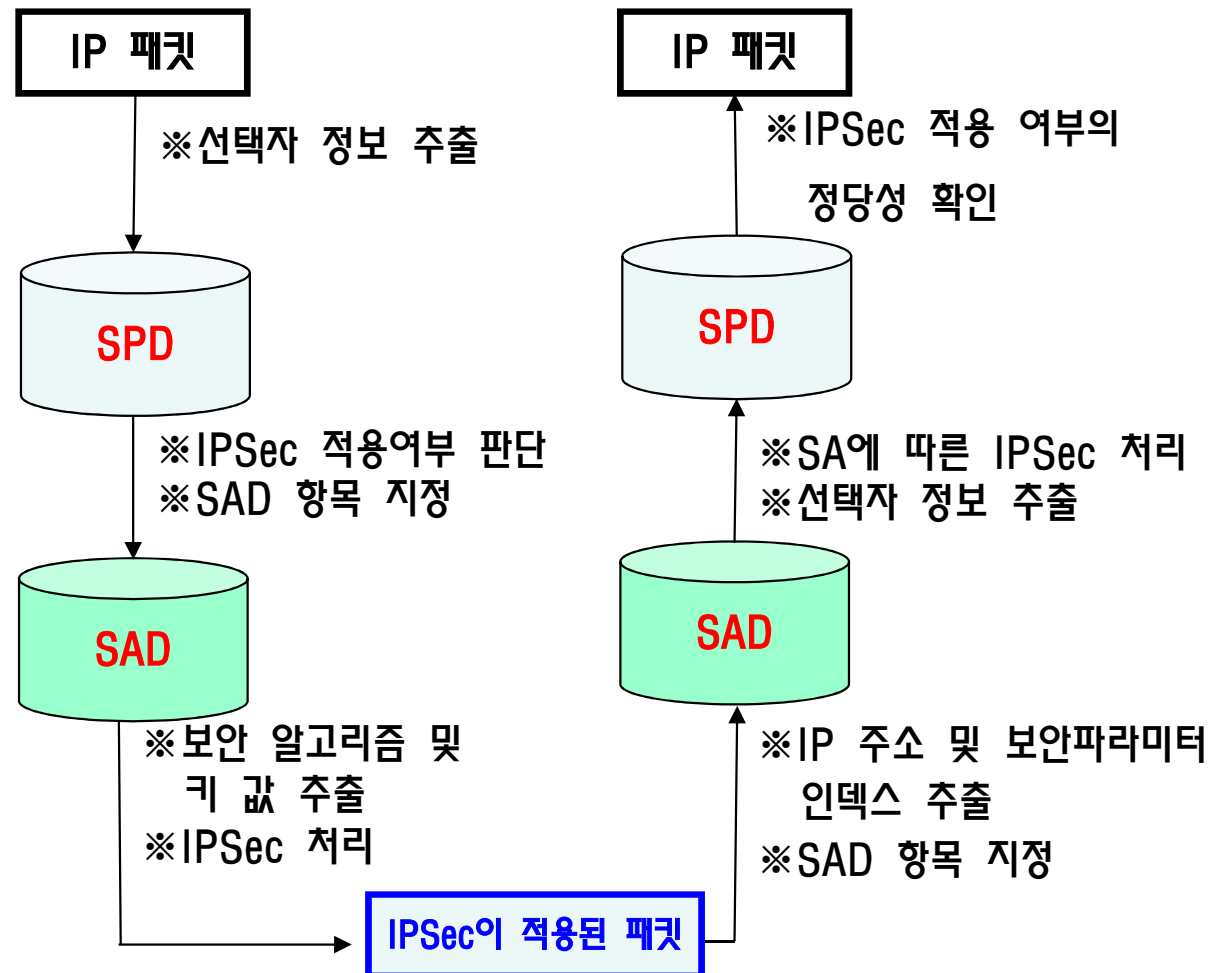 IP 패킷
※선택자 정보 추출
SPD
※IPSec 적용여부 판단
※SAD 항목 지정
SAD
※보안 알고리즘 및
키 값 추출
※IPSec 처리
IPSec이 적용된 패킷
IP 패킷
※IPSec 적용 여부의
정당성 확인
SPD
※SA에 따른 IPSec 처리
※선택자 정보 추출
SAD
※IP 주소 및 보안파라미터
인덱스 추출
※SAD 항목 지정